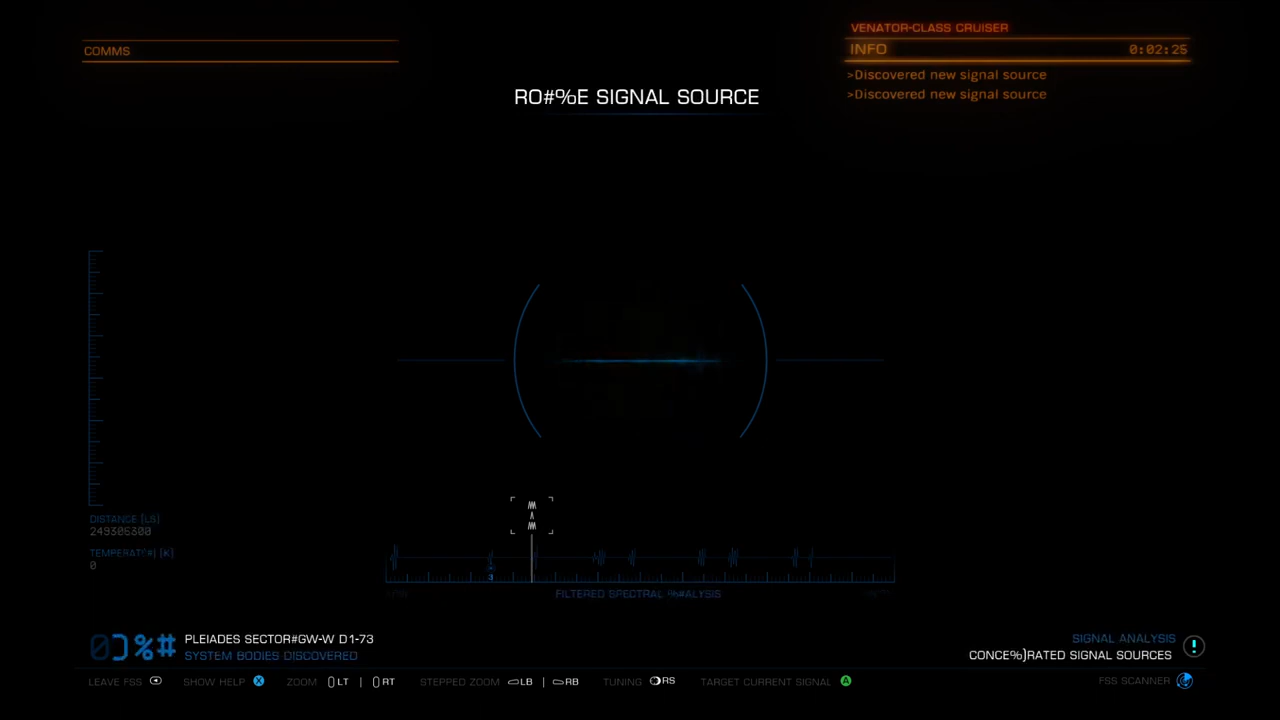 VENATOR-CLASS CRUISER
COMMS
INFO 0:02:25
>Discovered new signal source
>Discovered new signal source
RO#%E SIGNAL SOURCE
DISTANCE [LS]
249306300
[K]
0
FILTERED SPECTRAL
PLEIADES SECTOR#GW-W D1-73
SYSTEM BODIES DISCOVERED
SIGNAL ANALYSIS
CONCE%)RATED SIGNAL SOURCES
LEAVE FSS
SHOW HELP X
ZOOM LT | RT
STEPPED ZOOM LB | RB
TUNING RS
TARGET CURRENT SIGNAL A
FSS SCANNER